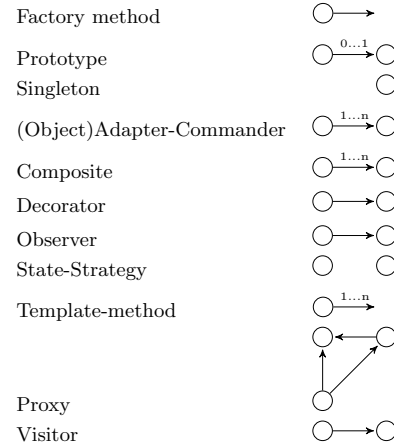 Factory method
Prototype 0...1
Singleton
(Object)Adapter-Commander 1...n
Composite 1...n
Decorator
Observer
State-Strategy
Template-method 1...n
Proxy
Visitor